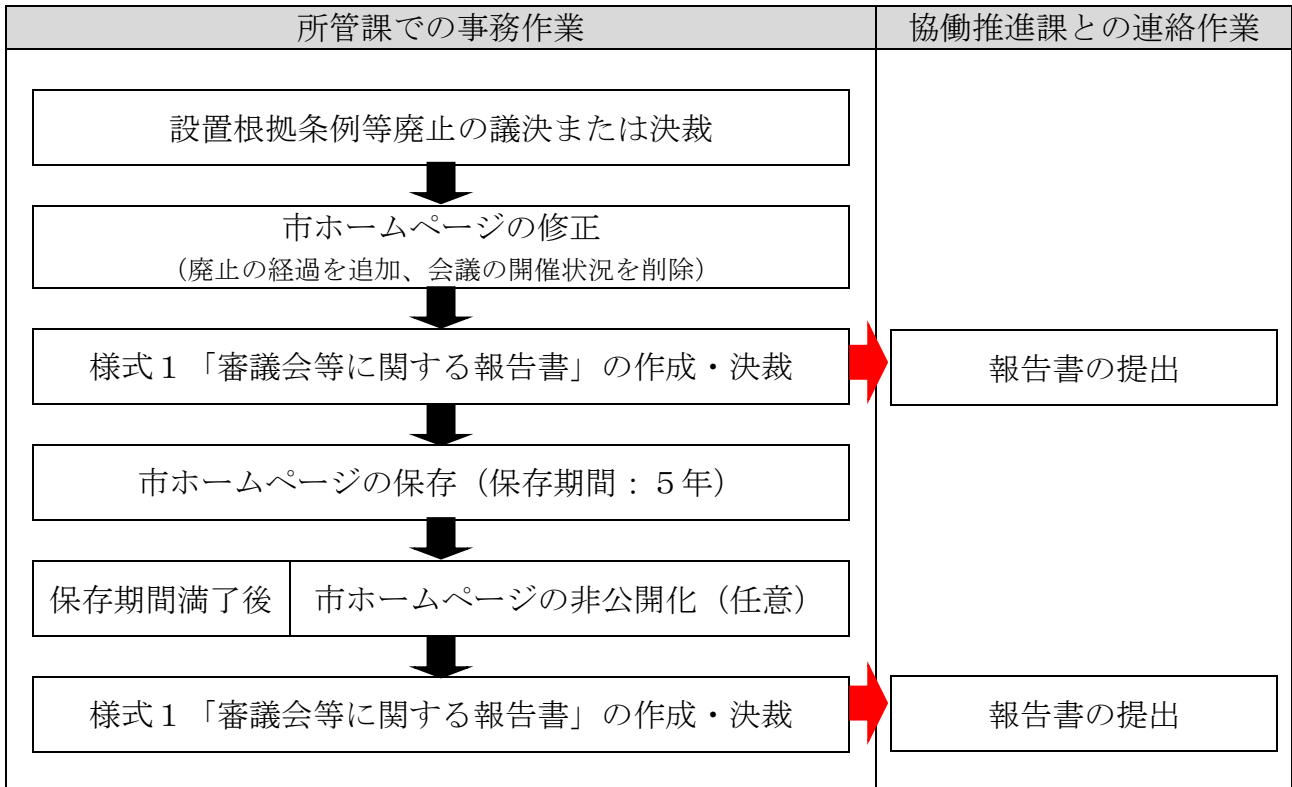 所管課での事務作業
協働推進課との連絡作業
設置根拠条例等廃止の議決または決裁
市ホームページの修正
（廃止の経過を追加、会議の開催状況を削除）
様式１「審議会等に関する報告書」の作成・決裁
報告書の提出
市ホームページの保存（保存期間：５年）
保存期間満了後
市ホームページの非公開化（任意）
様式１「審議会等に関する報告書」の作成・決裁
報告書の提出